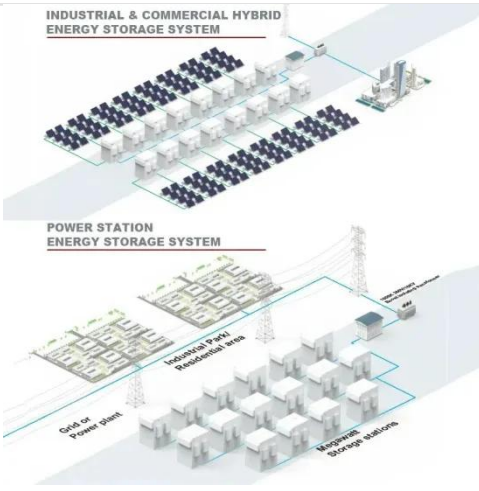 INDUSTRIAL & COMMERCIAL HYBRID
ENERGY STORAGE SYSTEM
POWER STATION
ENERGY STORAGE SYSTEM
Industrial Park/
Residential area
Grid or
Power plant
Megawatt
Storage stations